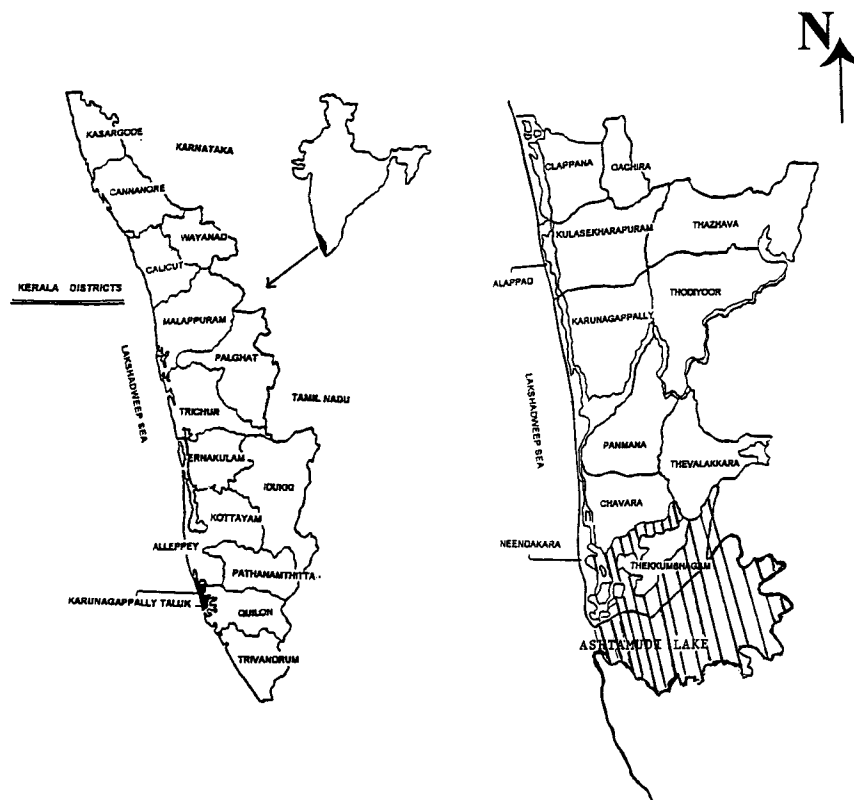 N
KASARGODE
KARNATAKA
CANNANORE
WAYANAD
CALICUT
KERALA DISTRICTS
MALAPPURAM
PALGHAT
LAKSHADWEEP SEA
TAMIL NADU
TRICHUR
ERNAKULAM
IDUKKI
KOTTAYAM
ALLEPPEY
PATHANAMTHITTA
KARUNAGAPPALLY TALUK
QUILON
TRIVANDRUM
CLAPPANA
OACHIRA
KULASEKHARAPURAM
THAZHAVA
ALAPPAD
THODIYOOR
KARUNAGAPPALLY
LAKSHADWEEP SEA
PANMANA
THEVALAKKARA
CHAVARA
NEENDAKARA
THEKKUMBHAGAM
ASHTAMUDI LAKE